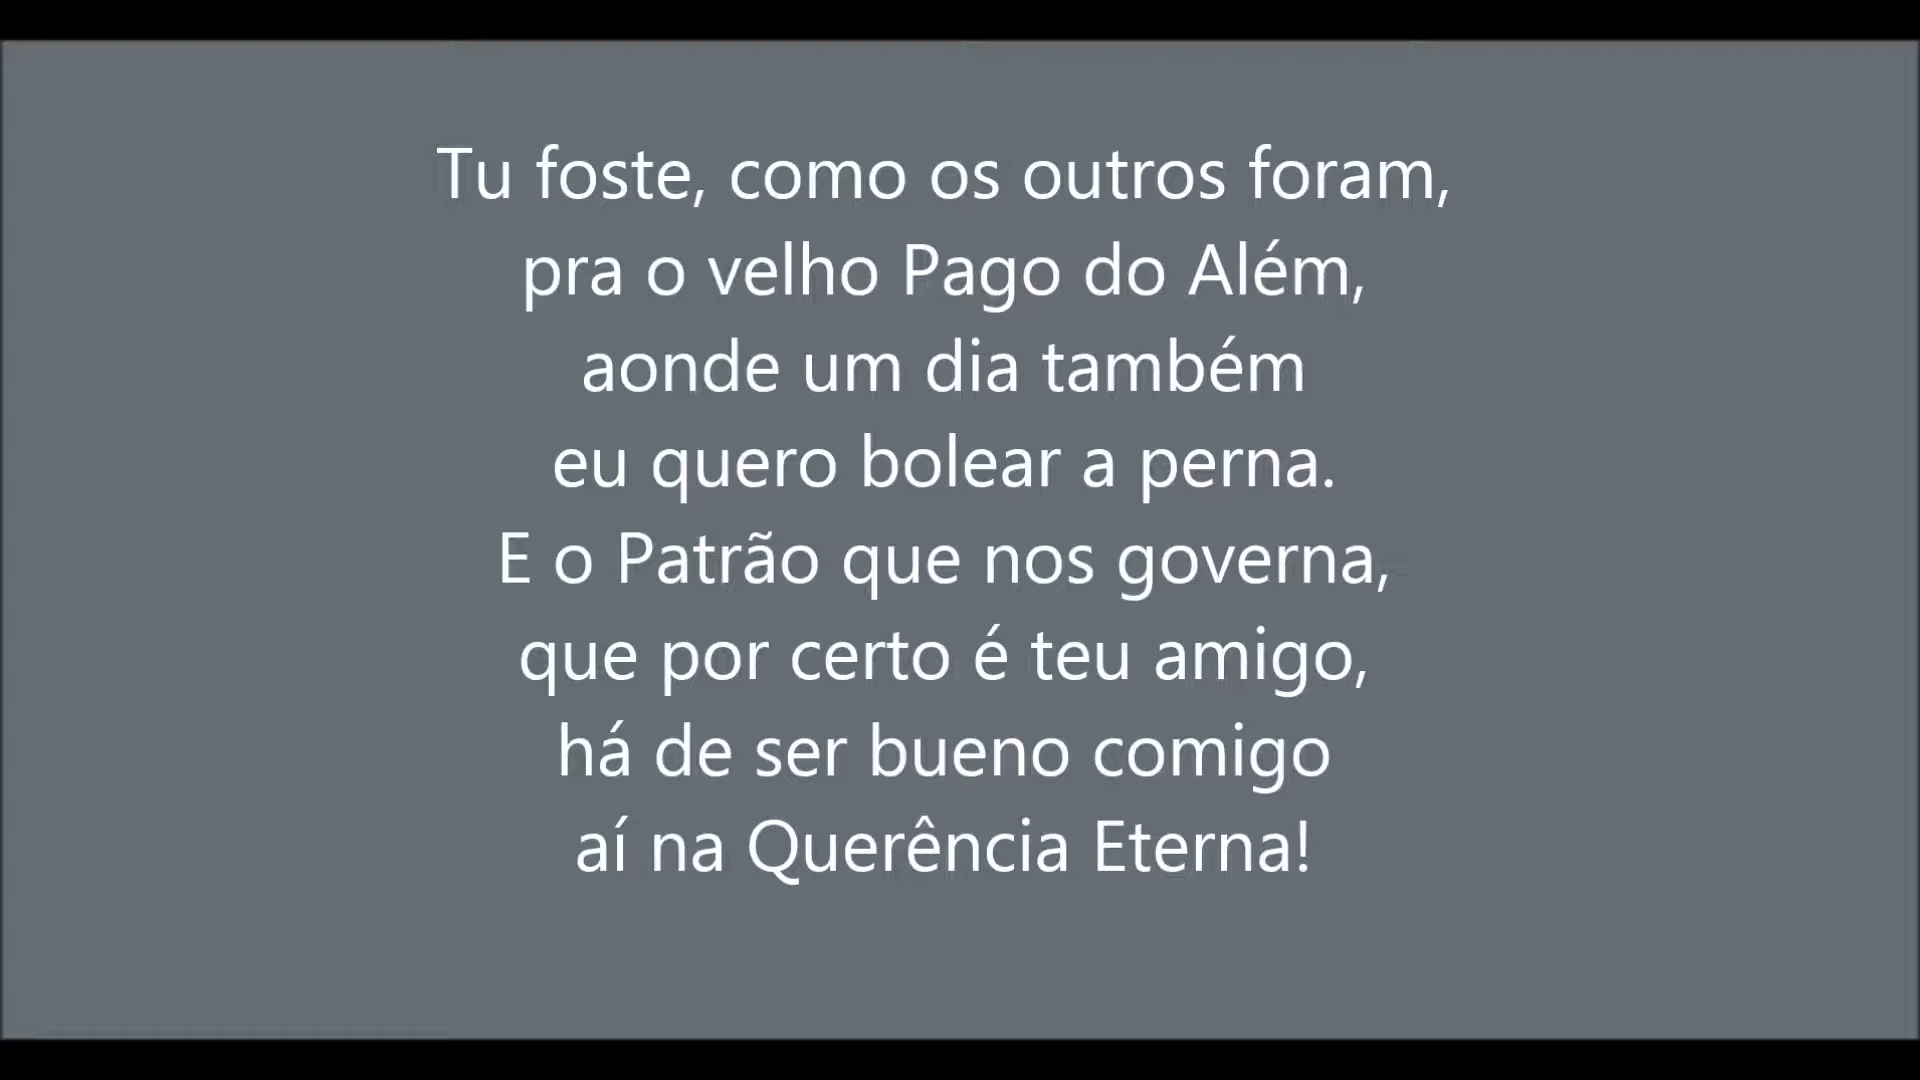 Tu foste, como os outros foram,
pra o velho Pago do Além,
aonde um dia também
eu quero bolear a perna.
E o Patrão que nos governa,
que por certo é teu amigo,
há de ser bueno comigo
aí na Querência Eterna!